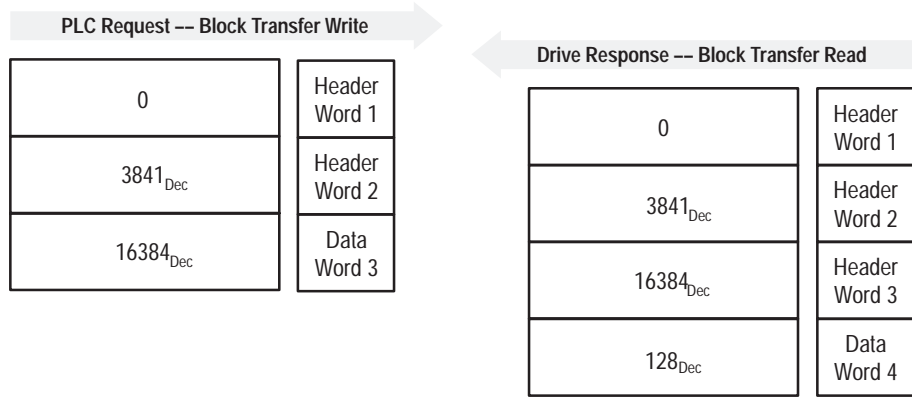 PLC Request –– Block Transfer Write
0
Header
Word 1
3841Dec
Header
Word 2
16384Dec
Data
Word 3
Drive Response –– Block Transfer Read
0
Header
Word 1
3841Dec
Header
Word 2
16384Dec
Header
Word 3
128Dec
Data
Word 4